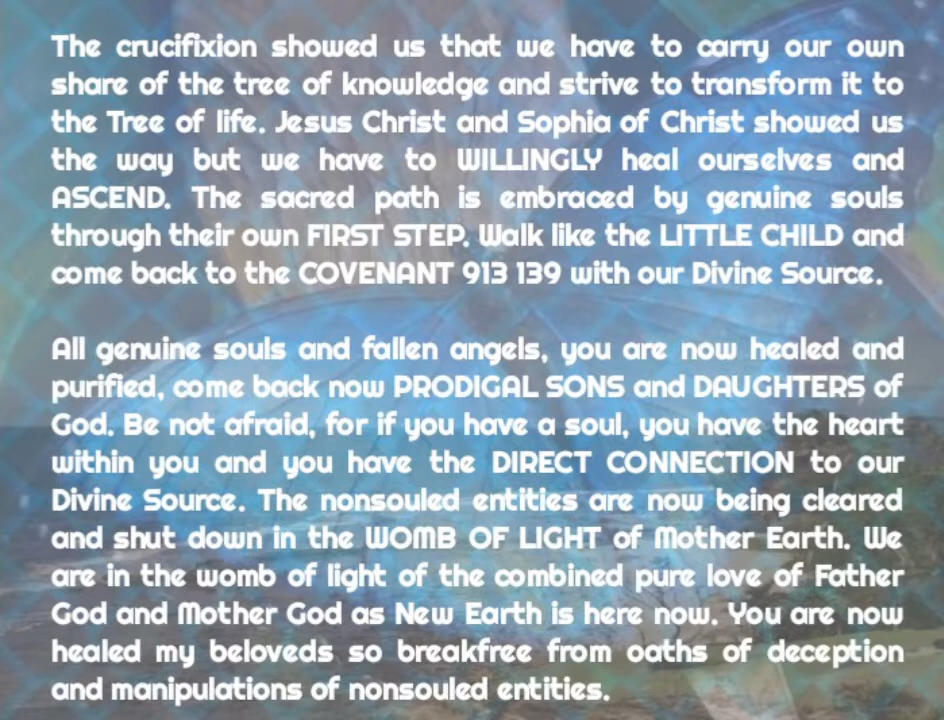 The crucifixion showed us that we have to carry our own
share of the tree of knowledge and strive to transform it to
the Tree of life. Jesus Christ and Sophia of Christ showed us
the way but we have to WILLINGLY heal ourselves and
ASCEND. The sacred path is embraced by genuine souls
through their own FIRST STEP. Walk like the LITTLE CHILD and
come back to the COVENANT 913 139 with our Divine Source.

All genuine souls and fallen angels, you are now healed and
purified, come back now PRODIGAL SONS and DAUGHTERS of
God. Be not afraid, for if you have a soul, you have the heart
within you and you have the DIRECT CONNECTION to our
Divine Source. The nonsouled entities are now being cleared
and shut down in the WOMB OF LIGHT of Mother Earth. We
are in the womb of light of the combined pure love of Father
God and Mother God as New Earth is here now. You are now
healed my beloveds so breakfree from oaths of deception
and manipulations of nonsouled entities.